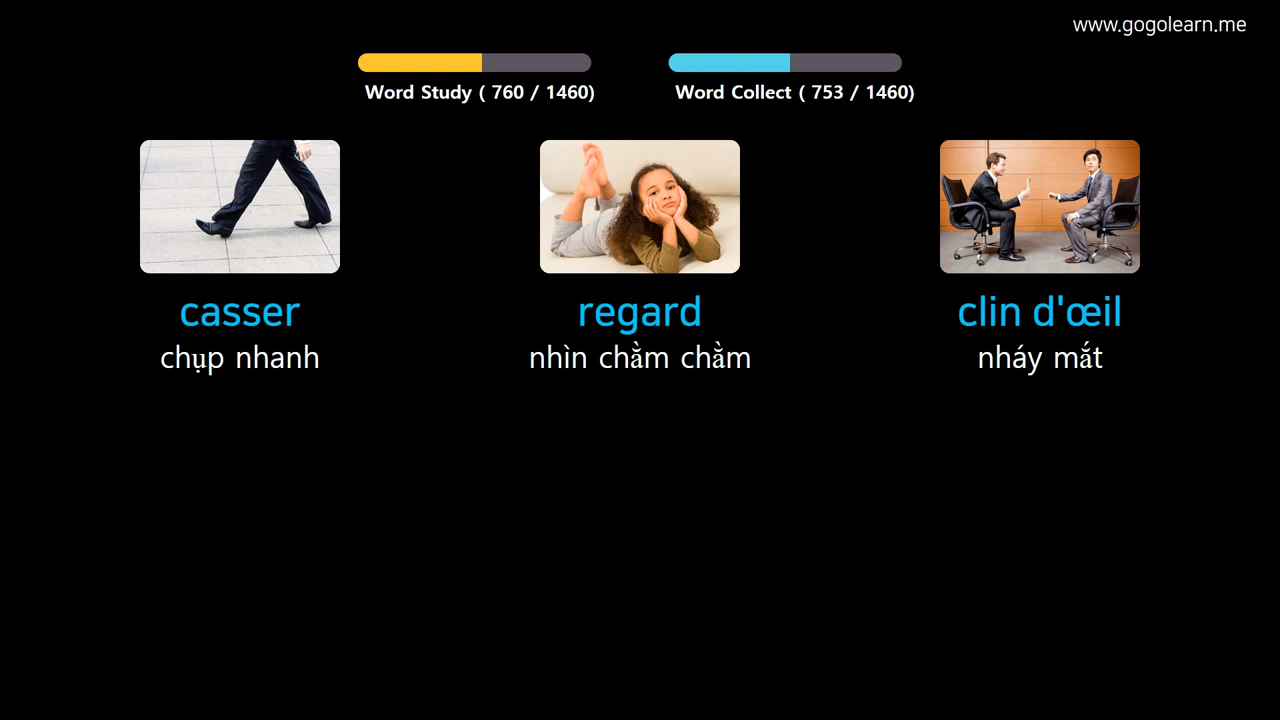 www.gogolearn.me
Word Study ( 760 / 1460)
Word Collect ( 753 / 1460)
casser
regard
clin d'œil
chụp nhanh
nhìn chằm chằm
nháy mắt